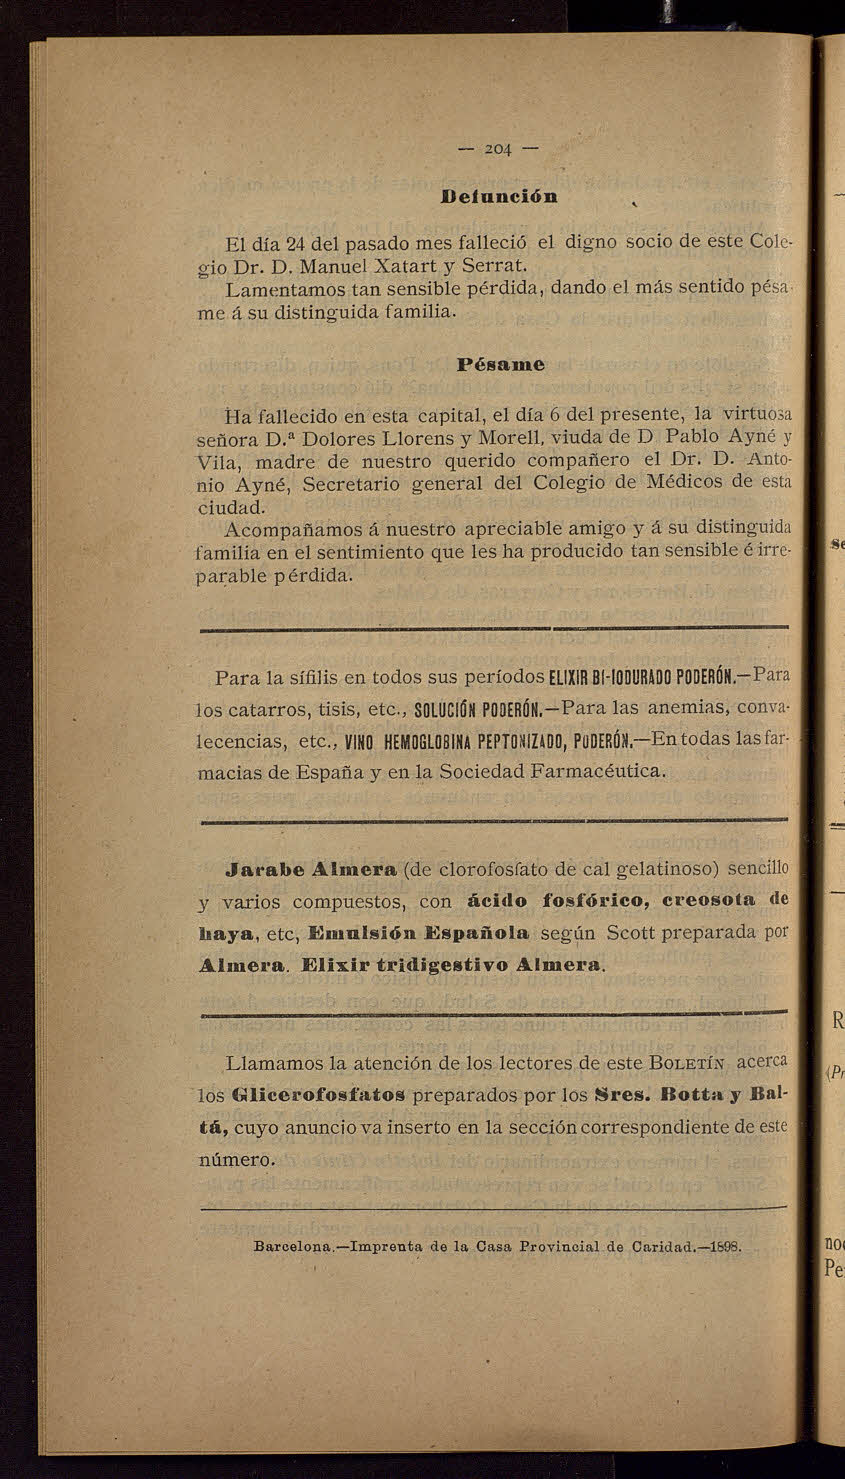 — 204 —
Defunción
El día 24 del pasado mes falleció el digno socio de este Cole-
gio Dr. D. Manuel Xatart y Serrat.
Lamentamos tan sensible pérdida, dando el más sentido pésa-
me á su distinguida familia.
Pésame
Ha fallecido en esta capital, el día 6 del presente, la virtuosa
señora D.ª Dolores Llorens y Morell, viuda de D Pablo Ayné y
Vila, madre de nuestro querido compañero el Dr. D. Anto-
nio Ayné, Secretario general del Colegio de Médicos de esta
ciudad.
Acompañamos á nuestro apreciable amigo y á su distinguida
familia en el sentimiento que les ha producido tan sensible é irre-
parable pérdida.
Para la sífilis en todos sus períodos ELIXIR BI-IODURADO PODERÓN.—Para
los catarros, tisis, etc., SOLUCIÓN PODERÓN.—Para las anemias, conva-
lecencias, etc., VINO HEMOGLOBINA PEPTONIZADO, PODERÓN.—En todas las far-
macias de España y en la Sociedad Farmacéutica.
Jarabe Almera (de clorofosfato de cal gelatinoso) sencillo
y varios compuestos, con ácido fosfórico, creosota de
haya, etc, Emulsión Española según Scott preparada por
Almera. Elixir tridigestivo Almera.
Llamamos la atención de los lectores de este BOLETÍN acerca
los Glicerofosfatos preparados por los Sres. Botta y Bal-
tá, cuyo anuncio va inserto en la sección correspondiente de este
número.
Barcelona.—Imprenta de la Casa Provincial de Caridad.—1898.